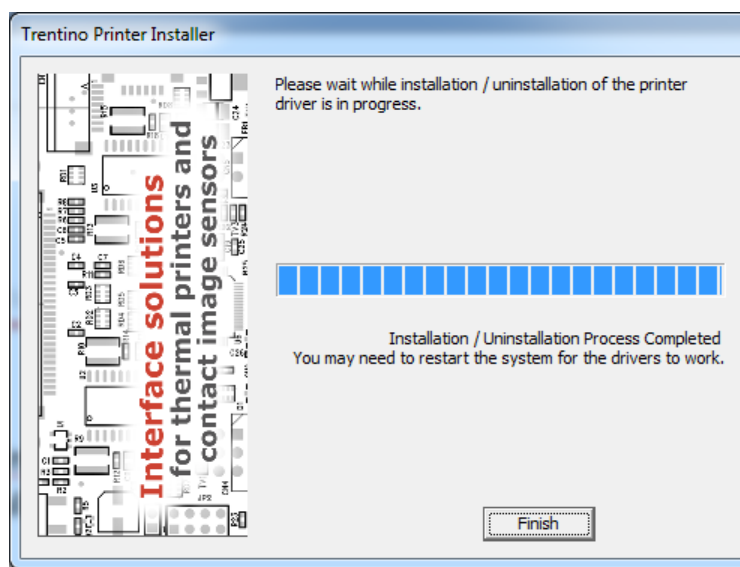 Trentino Printer Installer
Please wait while installation / uninstallation of the printer
driver is in progress.
Interface solutions
for thermal printers and
contact image sensors
Installation / Uninstallation Process Completed
You may need to restart the system for the drivers to work.
Finish